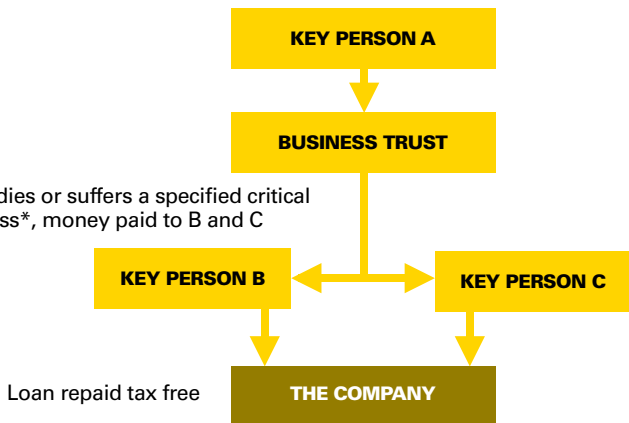 KEY PERSON A
BUSINESS TRUST
dies or suffers a specified critical
ss*, money paid to B and C
KEY PERSON B
KEY PERSON C
Loan repaid tax free
THE COMPANY